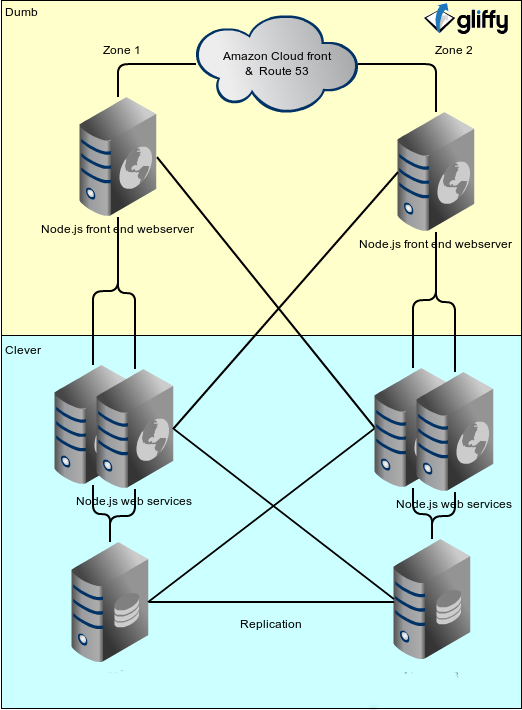 Dumb
gliffy
Zone 1
Zone 2
Amazon Cloud front
& Route 53
Node.js front end webserver
Node.js front end webserver
Clever
Node.js web services
Node.js web services
Replication